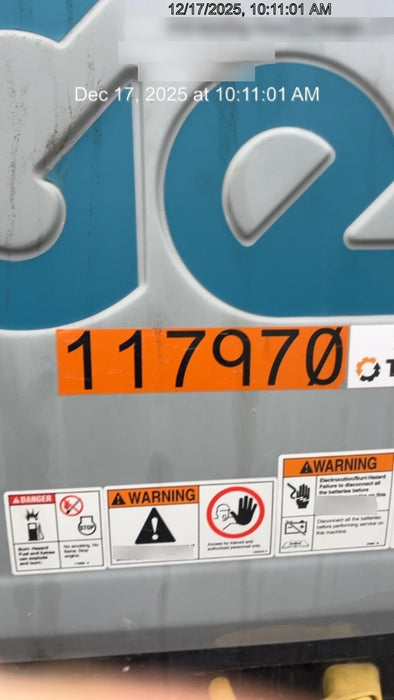 12/17/2025, 10:11:01 AM
Dec 17, 2025 at 10:11:01 AM
e
117970
T
DANGER
STOP
Burn Hazard
Fuel and fumes
can explode
and burn.
No smoking. No
flame. Stop
engine.
WARNING
Access by trained and
authorized personnel only
WARNING
Electrocution/Burn Hazard
Failure to disconnect all
the batteries before
this
Disconnect all the batteries
before performing service on
this machine.